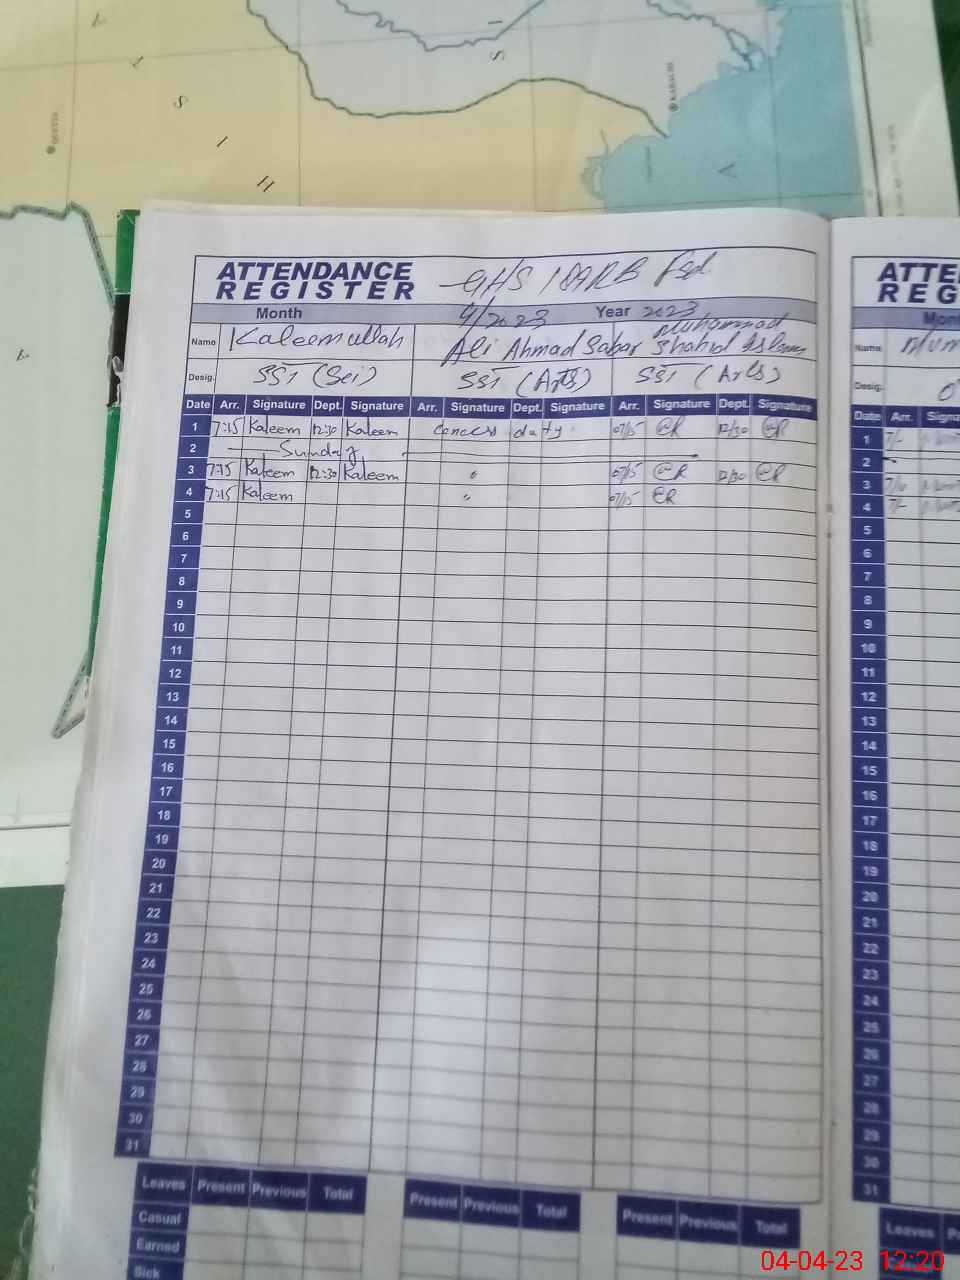 QUETTA
KARACHI
I
S
I
H
I
S
A
ATTENDANCE
REGISTER
GHS 189RB Fsd
Month 4/2023 Year 2023
Name Kaleemullah Ali Ahmad Sabar Muhammad Shahid Islam
Desig. SST (Sci) SST (Arts) SST (Arts)
Date Arr. Signature Dept. Signature Arr. Signature Dept. Signature Arr. Signature Dept. Signature
1 7:15 Kaleem 12:30 Kaleem Cencus duty 07/15 12/30
2 Sunday
3 7:15 Kaleem 12:30 Kaleem " 07/15 12/30
4 7:15 Kaleem " 07/15
5
6
7
8
9
10
11
12
13
14
15
16
17
18
19
20
21
22
23
24
25
26
27
28
29
30
31
Leaves Present Previous Total Present Previous Total Present Previous Total
Casual
Earned
Sick
ATTE
REG
Mon
Name
Desig.
Date Arr. Signa
1
2
3
4
5
6
7
8
9
10
11
12
13
14
15
16
17
18
19
20
21
22
23
24
25
26
27
28
29
30
31
Leaves P
04-04-23 12:20